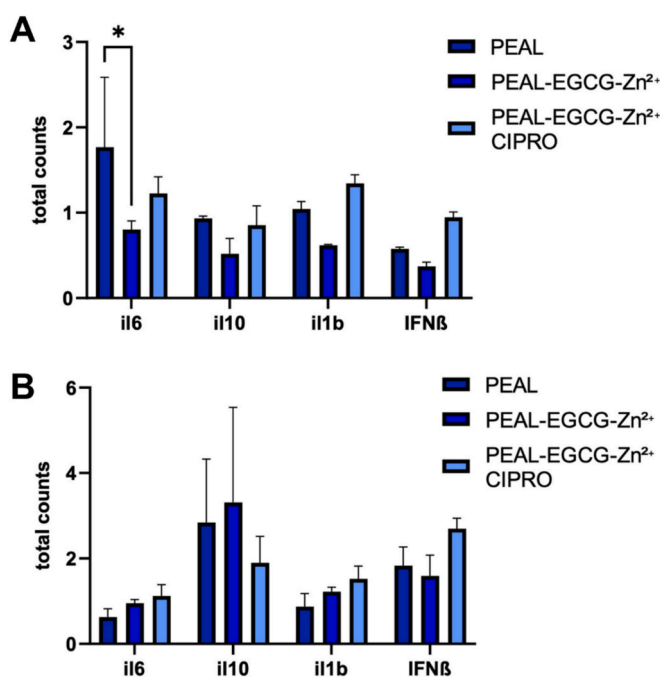 A
3
2
1
0
total counts
*
PEAL
PEAL-EGCG-Zn²⁺
PEAL-EGCG-Zn²⁺
CIPRO
il6
il10
il1b
IFNß
B
6
4
2
0
total counts
PEAL
PEAL-EGCG-Zn²⁺
PEAL-EGCG-Zn²⁺
CIPRO
il6
il10
il1b
IFNß